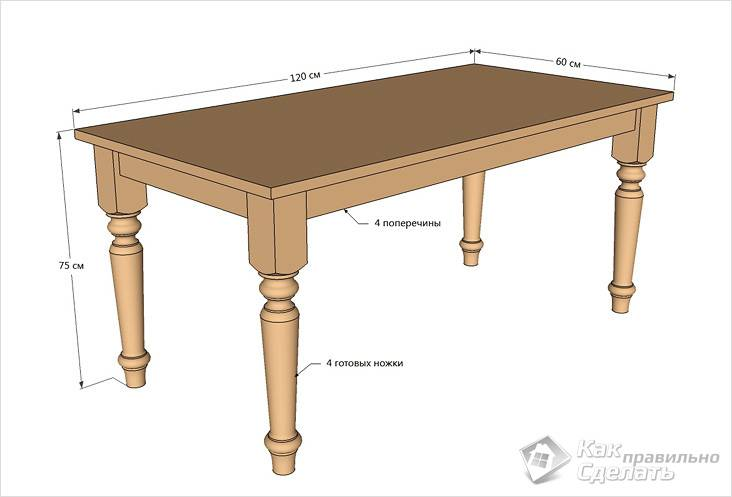 120 см
60 см
75 см
4 поперечины
4 готовых ножки
Как правильно
Сделать